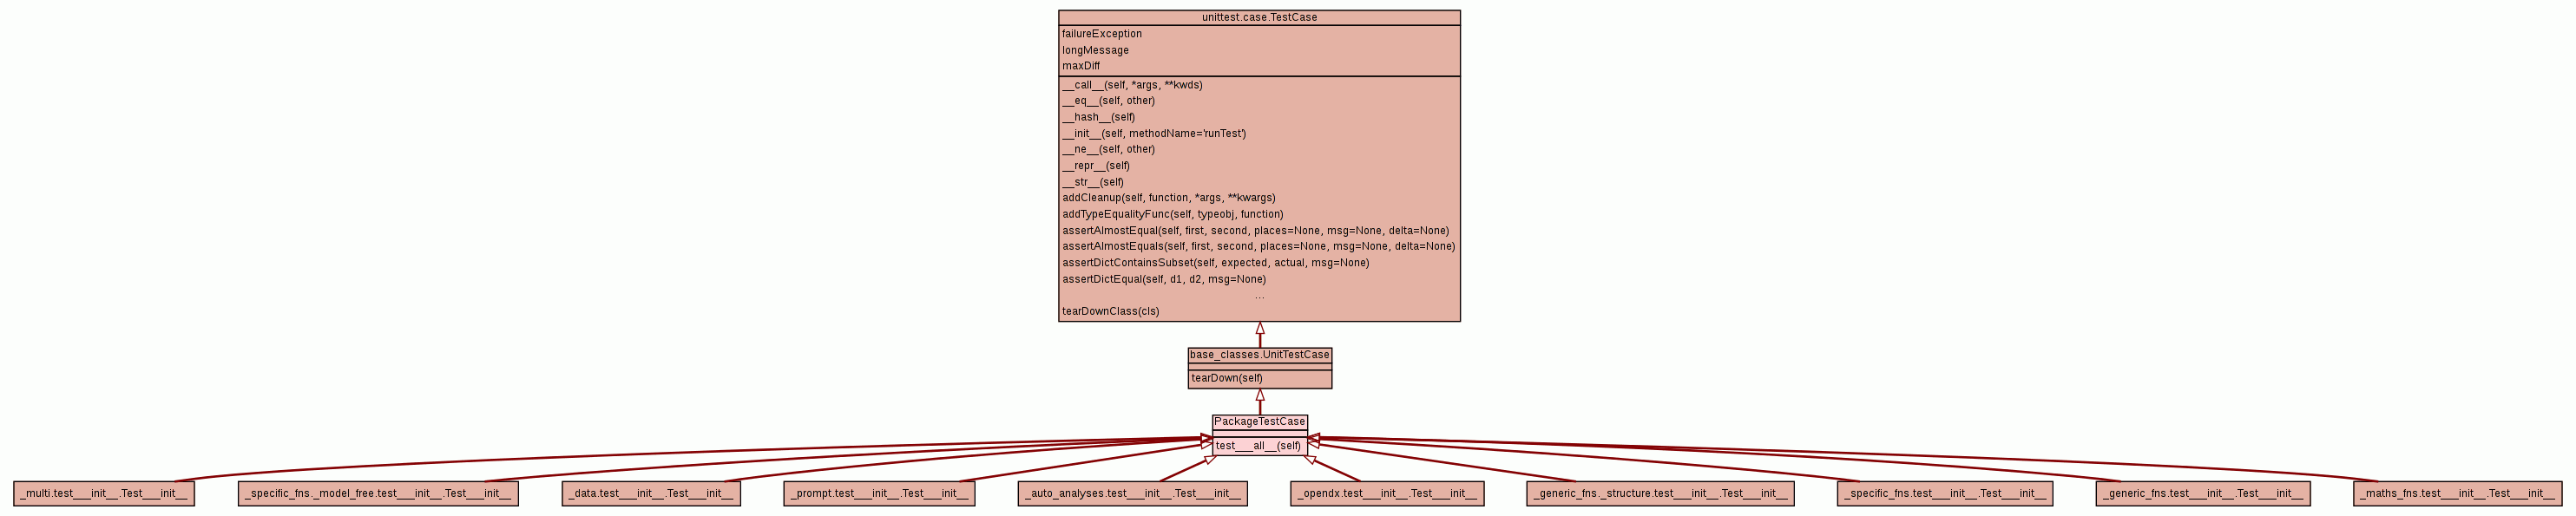 unittest.case.TestCase
failureException
longMessage
maxDiff
__call__(self, *args, **kwds)
__eq__(self, other)
__hash__(self)
__init__(self, methodName='runTest')
__ne__(self, other)
__repr__(self)
__str__(self)
addCleanup(self, function, *args, **kwargs)
addTypeEqualityFunc(self, typeobj, function)
assertAlmostEqual(self, first, second, places=None, msg=None, delta=None)
assertAlmostEquals(self, first, second, places=None, msg=None, delta=None)
assertDictContainsSubset(self, expected, actual, msg=None)
assertDictEqual(self, d1, d2, msg=None)
...
tearDownClass(cls)
base_classes.UnitTestCase
tearDown(self)
PackageTestCase
test___all__(self)
_multi.test___init__.Test___init__
_specific_fns._model_free.test___init__.Test___init__
_data.test___init__.Test___init__
_prompt.test___init__.Test___init__
_auto_analyses.test___init__.Test___init__
_opendx.test___init__.Test___init__
_generic_fns._structure.test___init__.Test___init__
_specific_fns.test___init__.Test___init__
_generic_fns.test___init__.Test___init__
_maths_fns.test___init__.Test___init__